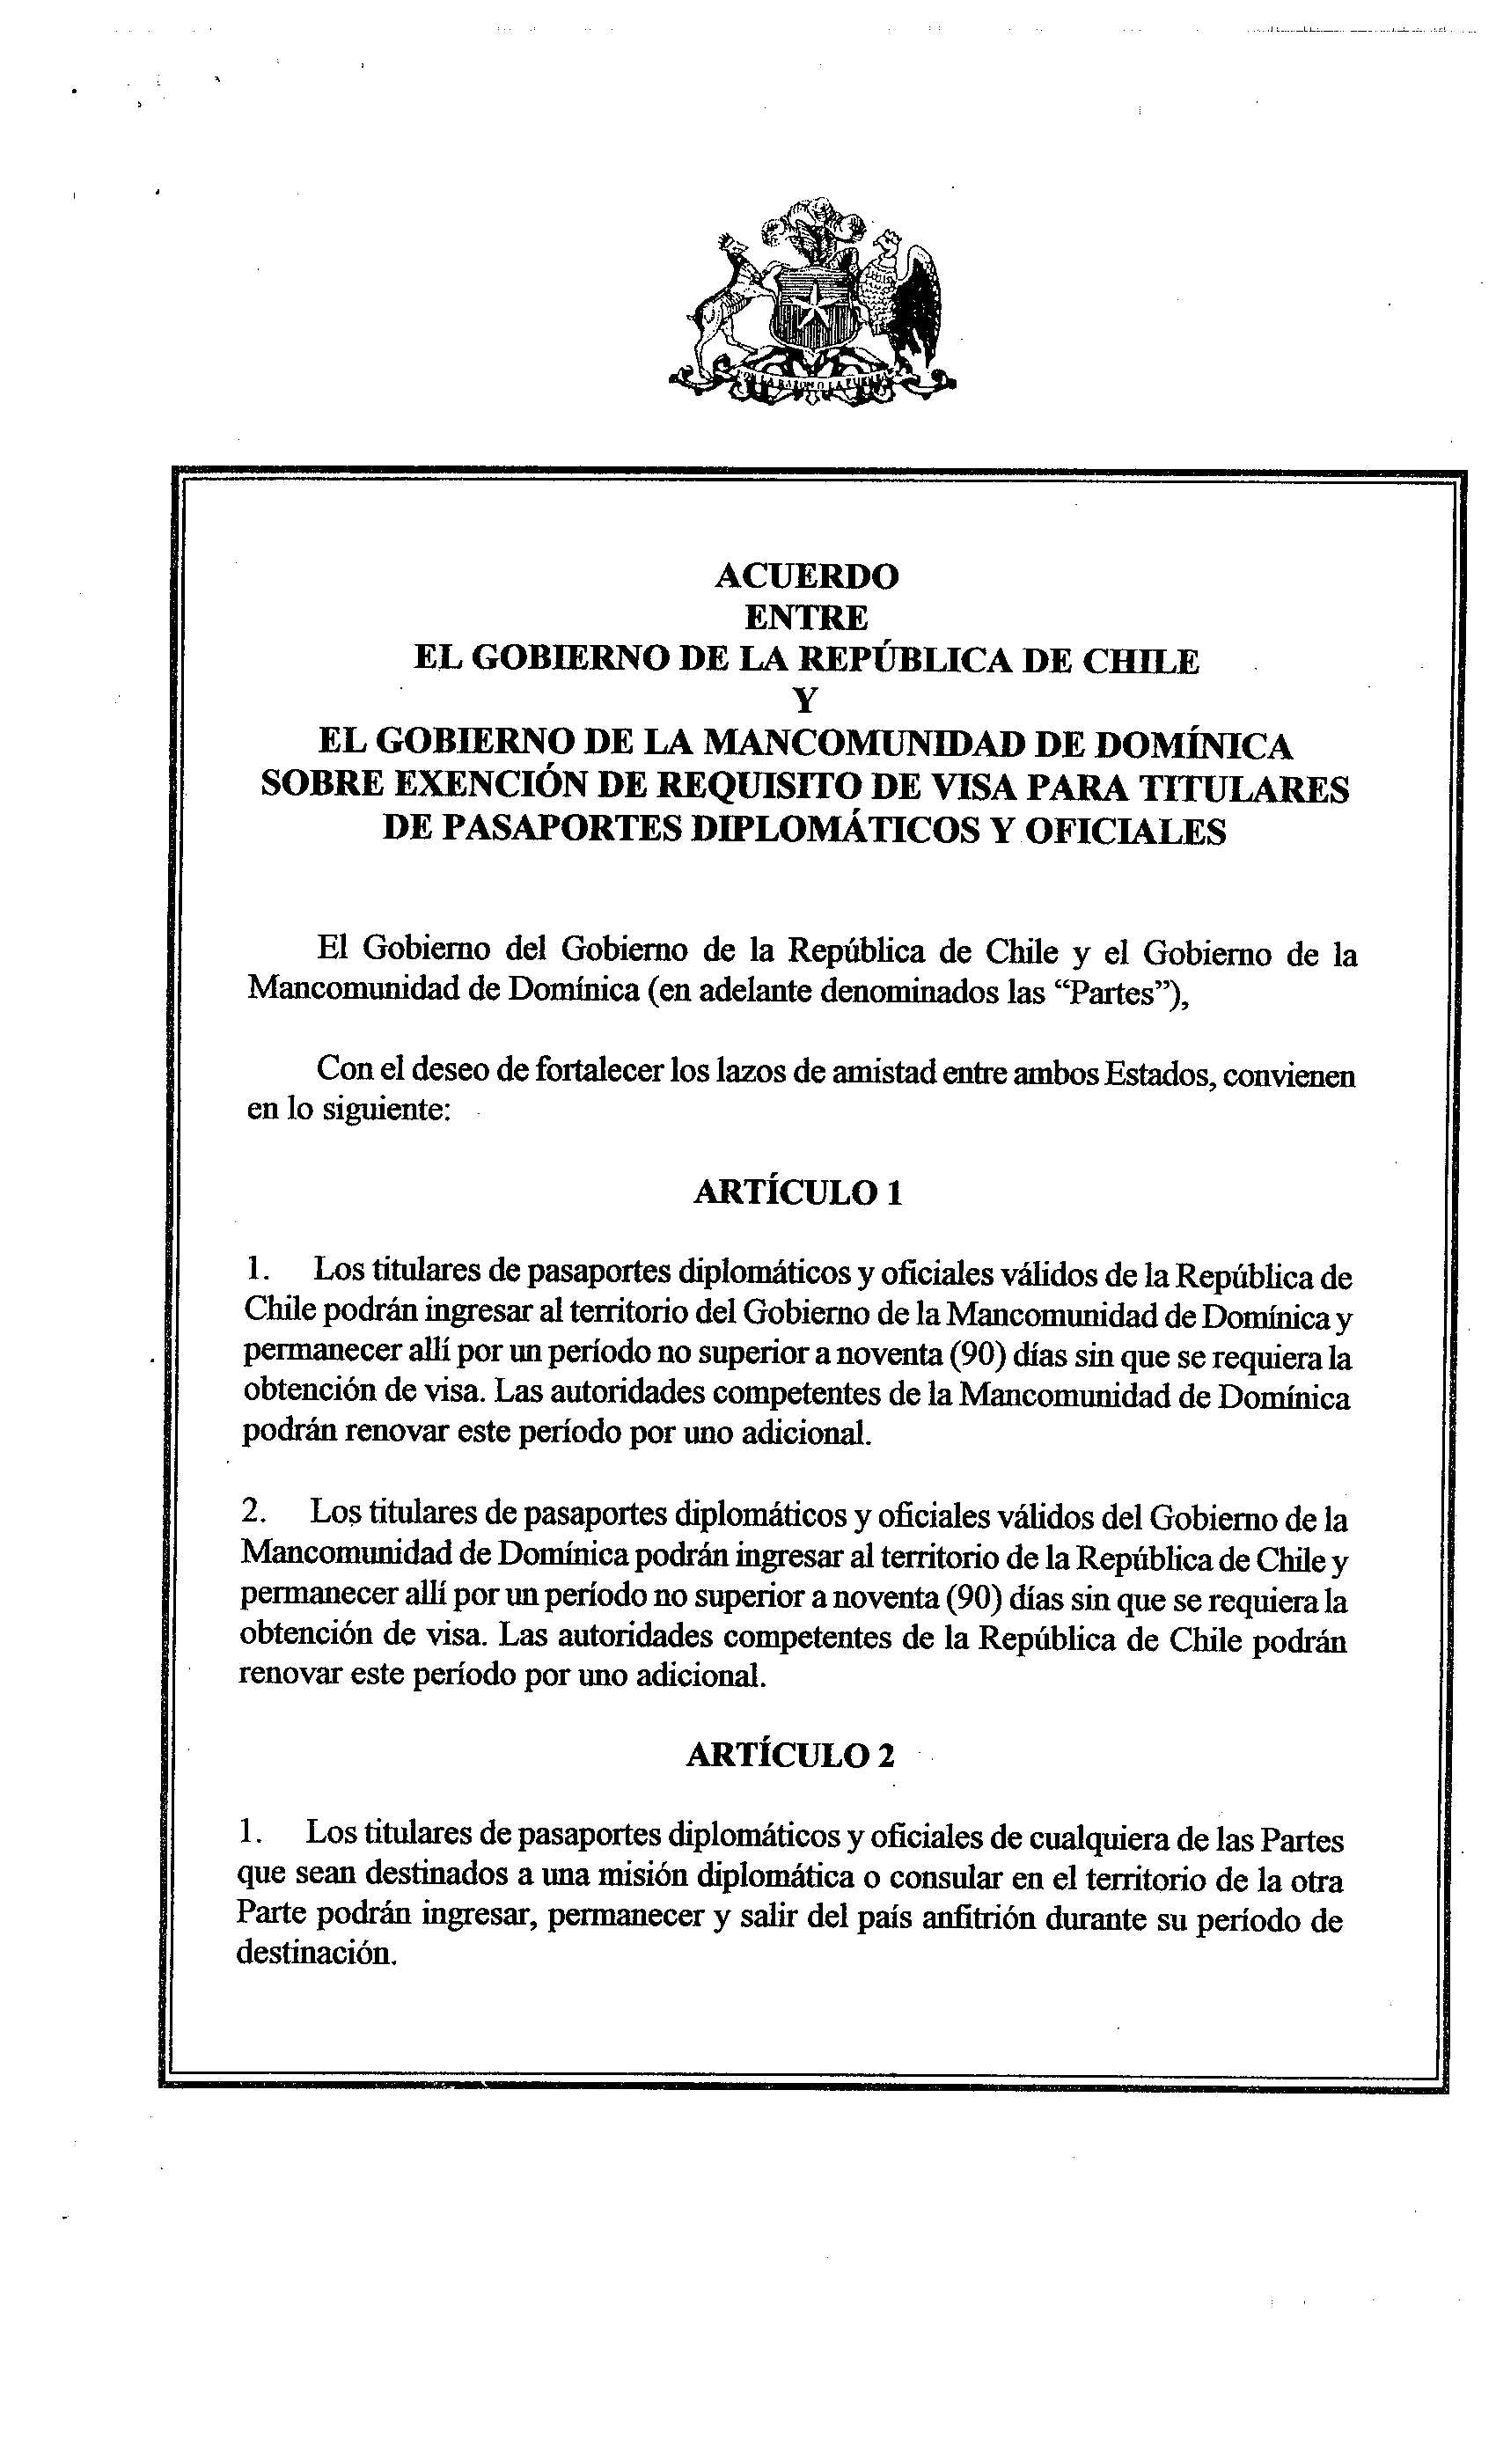 CON LA RAZON O LA FUERZA
ACUERDO
ENTRE
EL GOBIERNO DE LA REPÚBLICA DE CHILE
Y
EL GOBIERNO DE LA MANCOMUNIDAD DE DOMÍNICA
SOBRE EXENCIÓN DE REQUISITO DE VISA PARA TITULARES
DE PASAPORTES DIPLOMÁTICOS Y OFICIALES
El Gobierno del Gobierno de la República de Chile y el Gobierno de la
Mancomunidad de Domínica (en adelante denominados las “Partes”),
Con el deseo de fortalecer los lazos de amistad entre ambos Estados, convienen
en lo siguiente:
ARTÍCULO 1
1. Los titulares de pasaportes diplomáticos y oficiales válidos de la República de
Chile podrán ingresar al territorio del Gobierno de la Mancomunidad de Domínica y
permanecer allí por un período no superior a noventa (90) días sin que se requiera la
obtención de visa. Las autoridades competentes de la Mancomunidad de Domínica
podrán renovar este período por uno adicional.
2. Los titulares de pasaportes diplomáticos y oficiales válidos del Gobierno de la
Mancomunidad de Domínica podrán ingresar al territorio de la República de Chile y
permanecer allí por un período no superior a noventa (90) días sin que se requiera la
obtención de visa. Las autoridades competentes de la República de Chile podrán
renovar este período por uno adicional.
ARTÍCULO 2
1. Los titulares de pasaportes diplomáticos y oficiales de cualquiera de las Partes
que sean destinados a una misión diplomática o consular en el territorio de la otra
Parte podrán ingresar, permanecer y salir del país anfitrión durante su período de
destinación.